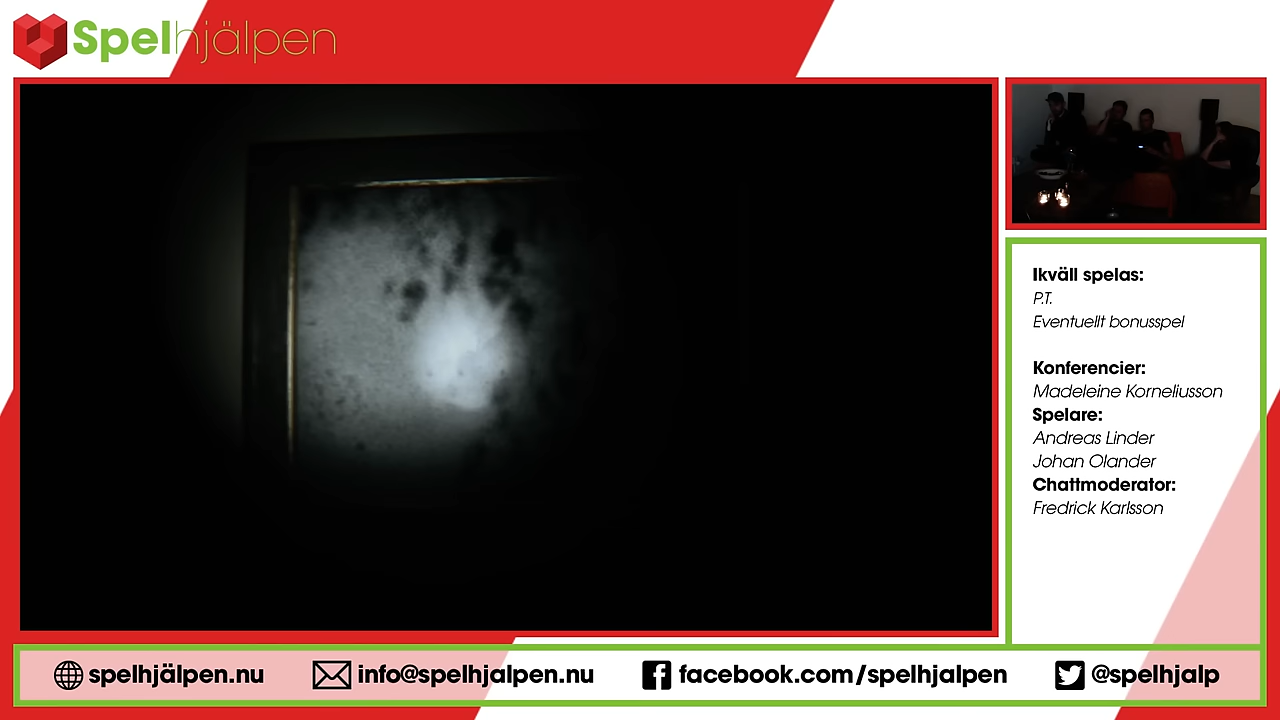 Spelhjälpen
Ikväll spelas:
P.T.
Eventuellt bonusspel
Konferencier:
Madeleine Korneliusson
Spelare:
Andreas Linder
Johan Olander
Chattmoderator:
Fredrick Karlsson
spelhjälpen.nu
info@spelhjalpen.nu
facebook.com/spelhjalpen
@spelhjalp